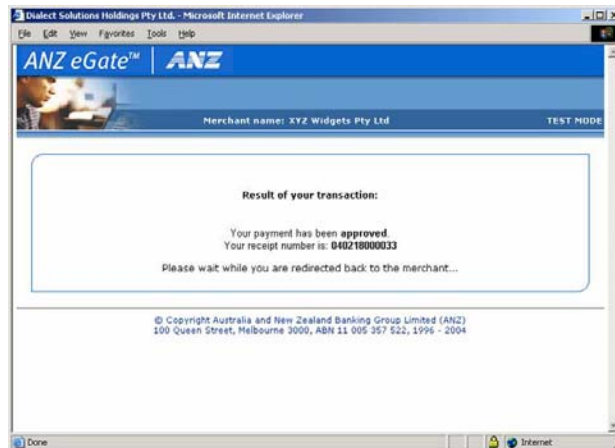 Dialect Solutions Holdings Pty Ltd. - Microsoft Internet Explorer
File Edit View Favorites Tools Help
ANZ eGate™ ANZ
Merchant name: XYZ Widgets Pty Ltd TEST MODE
Result of your transaction:
Your payment has been approved.
Your receipt number is: 040218000033
Please wait while you are redirected back to the merchant...
© Copyright Australia and New Zealand Banking Group Limited (ANZ)
100 Queen Street, Melbourne 3000, ABN 11 005 357 522, 1996 - 2004
Done Internet